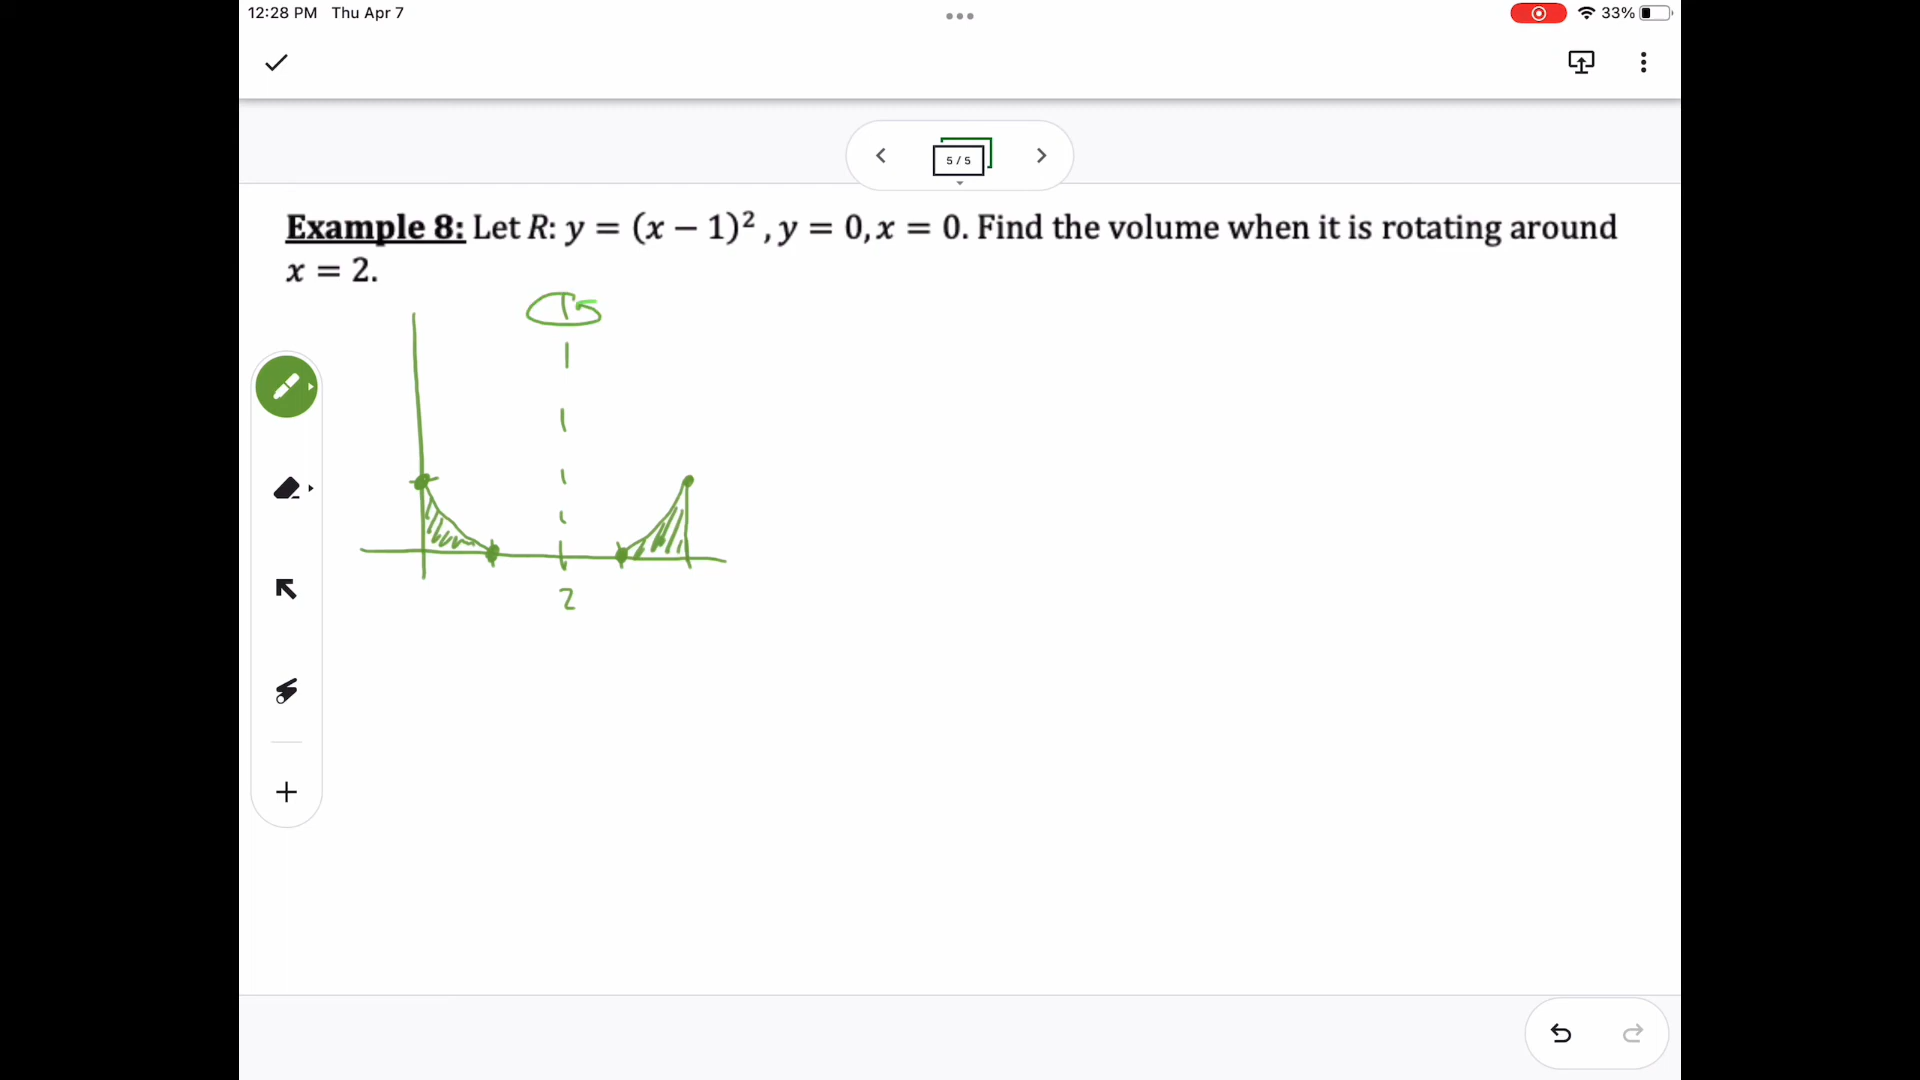 12:28 PM Thu Apr 7
33%
5 / 5
Example 8: Let R: y = (x − 1)², y = 0, x = 0. Find the volume when it is rotating around
x = 2.
2